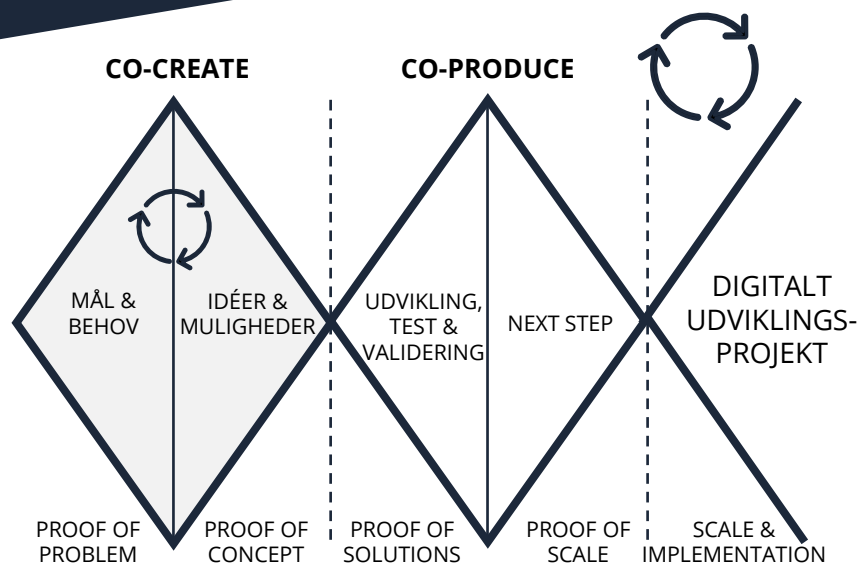 CO-CREATE
CO-PRODUCE
MÅL &
BEHOV
IDÉER &
MULIGHEDER
UDVIKLING,
TEST &
VALIDERING
NEXT STEP
DIGITALT
UDVIKLINGS-
PROJEKT
PROOF OF
PROBLEM
PROOF OF
CONCEPT
PROOF OF
SOLUTIONS
PROOF OF
SCALE
SCALE &
IMPLEMENTATION